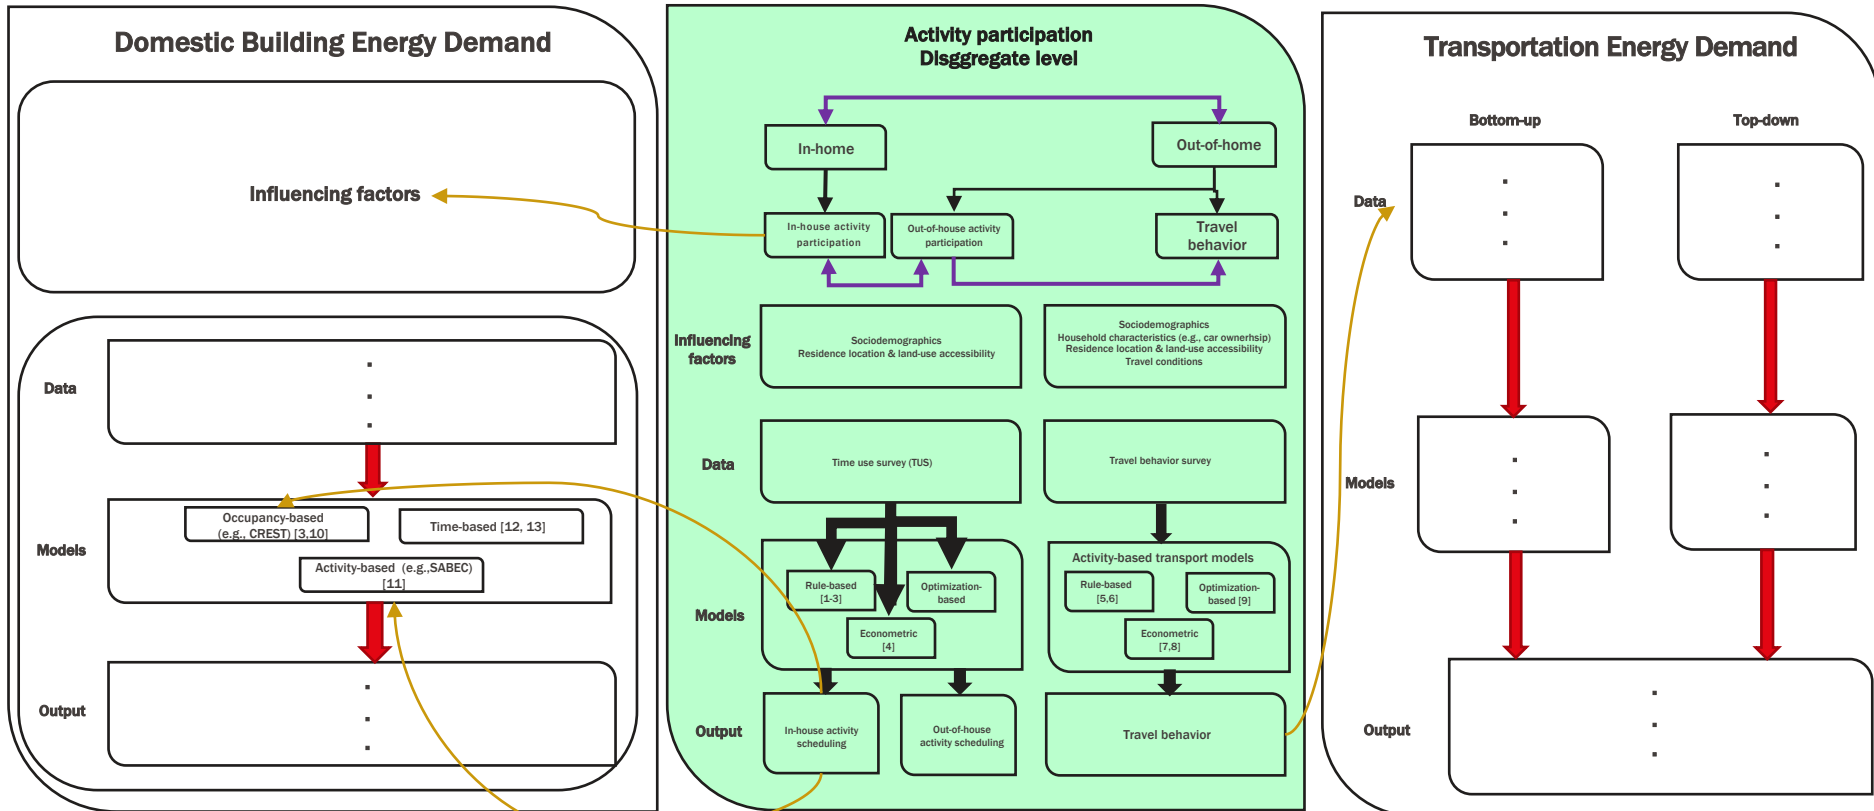 Domestic Building Energy Demand
Influencing factors
Data
Models
Occupancy-based
(e.g., CREST) [3,10]
Time-based [12, 13]
Activity-based (e.g.,SABEC)
[11]
Output
Activity participation
Disggregate level
In-home
Out-of-home
In-house activity
participation
Out-of-house activity
participation
Travel
behavior
Influencing
factors
Sociodemographics
Residence location & land-use accessibility
Sociodemographics
Household characteristics (e.g., car ownerhsip)
Residence location & land-use accessibility
Travel conditions
Data
Time use survey (TUS)
Travel behavior survey
Models
Rule-based
[1-3]
Optimization-
based
Econometric
[4]
Activity-based transport models
Rule-based
[5,6]
Optimization-
based [9]
Econometric
[7,8]
Output
In-house activity
scheduling
Out-of-house
activity scheduling
Travel behavior
Transportation Energy Demand
Bottom-up
Top-down
Data
Models
Output